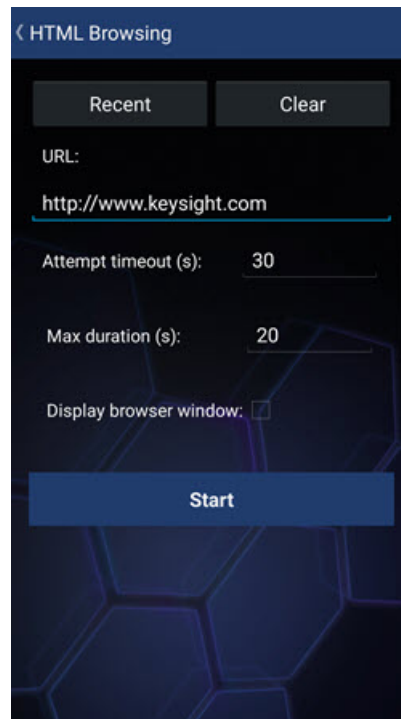 HTML Browsing
Recent Clear
URL:
http://www.keysight.com
Attempt timeout (s): 30
Max duration (s): 20
Display browser window:
Start